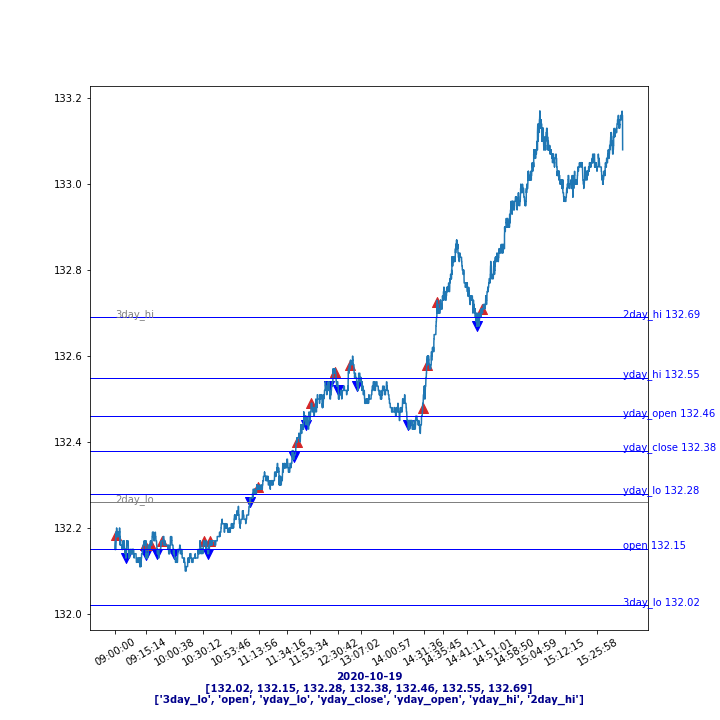 133.2
133.0
132.8
132.6
132.4
132.2
132.0
3day_hi
2day_hi 132.69
yday_hi 132.55
yday_open 132.46
yday_close 132.38
yday_lo 132.28
2day_lo
open 132.15
3day_lo 132.02
09:00:00
09:15:14
10:00:38
10:30:12
10:53:46
11:13:56
11:34:16
11:53:34
12:30:42
13:07:02
14:00:57
14:31:36
14:35:45
14:41:11
14:51:01
14:58:50
15:04:59
15:12:15
15:25:58
2020-10-19
[132.02, 132.15, 132.28, 132.38, 132.46, 132.55, 132.69]
['3day_lo', 'open', 'yday_lo', 'yday_close', 'yday_open', 'yday_hi', '2day_hi']